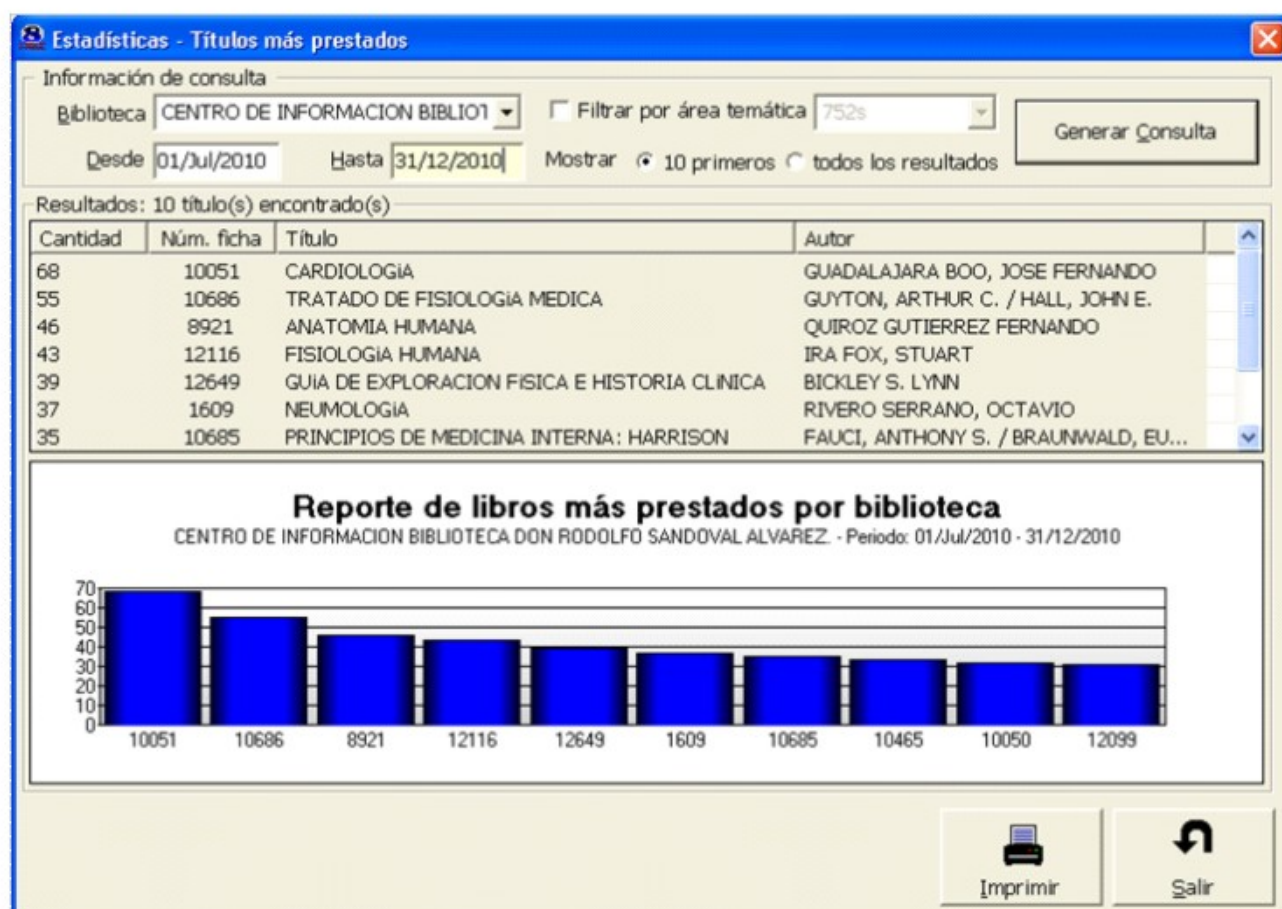 Estadísticas - Títulos más prestados
Información de consulta
Biblioteca CENTRO DE INFORMACION BIBLIOT Filtrar por área temática 752s Generar Consulta
Desde 01/Jul/2010 Hasta 31/12/2010 Mostrar 10 primeros todos los resultados
Resultados: 10 título(s) encontrado(s)
Cantidad Núm. ficha Título Autor
68 10051 CARDIOLOGiA GUADALAJARA BOO, JOSE FERNANDO
55 10686 TRATADO DE FISIOLOGiA MEDICA GUYTON, ARTHUR C. / HALL, JOHN E.
46 8921 ANATOMIA HUMANA QUIROZ GUTIERREZ FERNANDO
43 12116 FISIOLOGiA HUMANA IRA FOX, STUART
39 12649 GUiA DE EXPLORACION FiSICA E HISTORIA CLiNICA BICKLEY S. LYNN
37 1609 NEUMOLOGiA RIVERO SERRANO, OCTAVIO
35 10685 PRINCIPIOS DE MEDICINA INTERNA: HARRISON FAUCI, ANTHONY S. / BRAUNWALD, EU...
Reporte de libros más prestados por biblioteca
CENTRO DE INFORMACION BIBLIOTECA DON RODOLFO SANDOVAL ALVAREZ. - Periodo: 01/Jul/2010 - 31/12/2010
70
60
50
40
30
20
10
0
10051 10686 8921 12116 12649 1609 10685 10465 10050 12099
Imprimir Salir